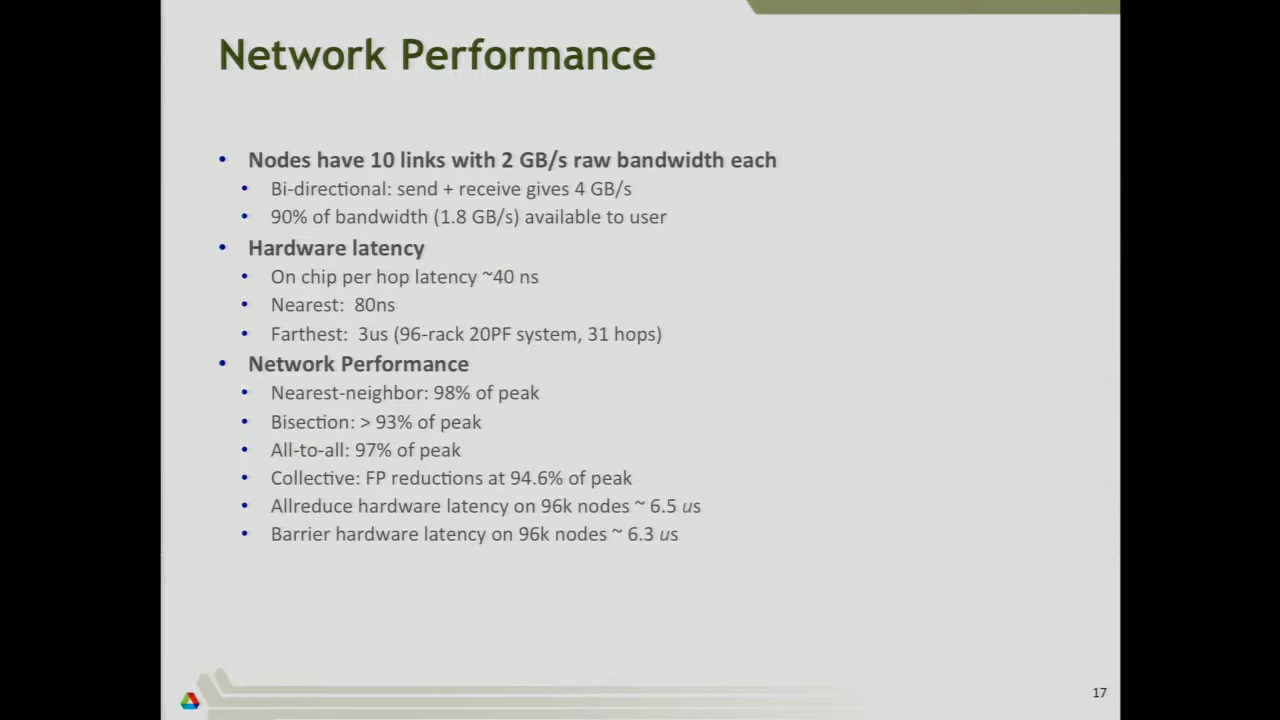 Network Performance
• Nodes have 10 links with 2 GB/s raw bandwidth each
• Bi-directional: send + receive gives 4 GB/s
• 90% of bandwidth (1.8 GB/s) available to user
• Hardware latency
• On chip per hop latency ~40 ns
• Nearest: 80ns
• Farthest: 3us (96-rack 20PF system, 31 hops)
• Network Performance
• Nearest-neighbor: 98% of peak
• Bisection: > 93% of peak
• All-to-all: 97% of peak
• Collective: FP reductions at 94.6% of peak
• Allreduce hardware latency on 96k nodes ~ 6.5 us
• Barrier hardware latency on 96k nodes ~ 6.3 us
17